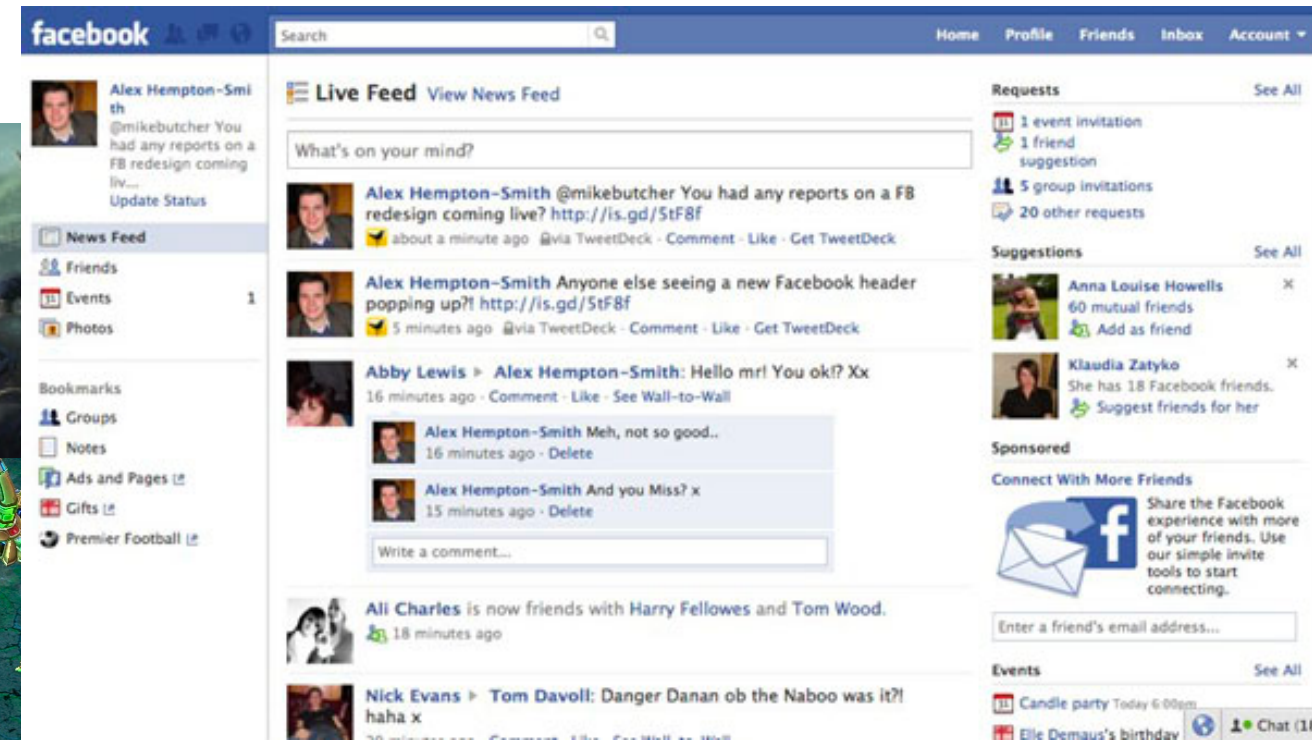 facebook
Search
Home Profile Friends Inbox Account
Alex Hempton-Smi
th
@mikebutcher You
had any reports on a
FB redesign coming
liv...
Update Status
News Feed
Friends
Events 1
Photos
Bookmarks
Groups
Notes
Ads and Pages
Gifts
Premier Football
Live Feed View News Feed
What's on your mind?
Alex Hempton-Smith @mikebutcher You had any reports on a FB
redesign coming live? http://is.gd/5tF8f
about a minute ago via TweetDeck · Comment · Like · Get TweetDeck
Alex Hempton-Smith Anyone else seeing a new Facebook header
popping up?! http://is.gd/5tF8f
5 minutes ago via TweetDeck · Comment · Like · Get TweetDeck
Abby Lewis ▸ Alex Hempton-Smith: Hello mr! You ok!? Xx
16 minutes ago · Comment · Like · See Wall-to-Wall
Alex Hempton-Smith Meh, not so good..
16 minutes ago · Delete
Alex Hempton-Smith And you Miss? x
15 minutes ago · Delete
Write a comment...
Ali Charles is now friends with Harry Fellowes and Tom Wood.
18 minutes ago
Nick Evans ▸ Tom Davoll: Danger Danan ob the Naboo was it?!
haha x
20 minutes ago · Comment · Like · See Wall-to-Wall
Requests See All
31 1 event invitation
1 friend
suggestion
5 group invitations
20 other requests
Suggestions See All
Anna Louise Howells ×
60 mutual friends
Add as friend
Klaudia Zatyko ×
She has 18 Facebook friends.
Suggest friends for her
Sponsored
Connect With More Friends
Share the Facebook
experience with more
of your friends. Use
our simple invite
tools to start
connecting.
Enter a friend's email address...
Events See All
31 Candle party Today 6:00pm
Elle Demaus's birthday
Chat (18